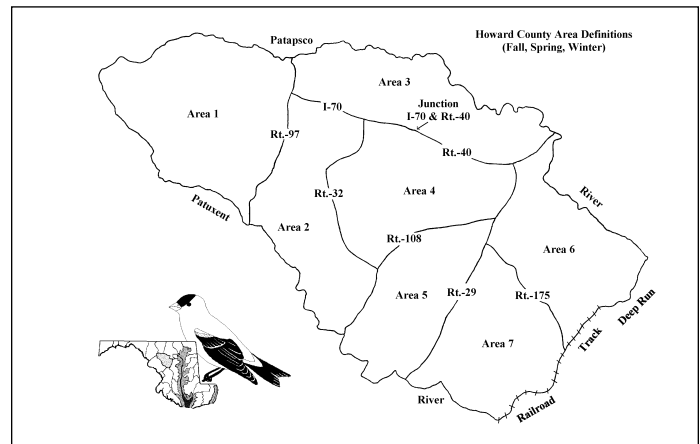 Patapsco
Howard County Area Definitions
(Fall, Spring, Winter)
Area 3
Area 1
I-70
Junction
I-70 & Rt.-40
Rt.-97
Rt.-40
Rt.-32
Area 4
River
Patuxent
Area 2
Rt.-108
Area 6
Area 5
Rt.-29
Rt.-175
Deep Run
Track
Area 7
River
Railroad